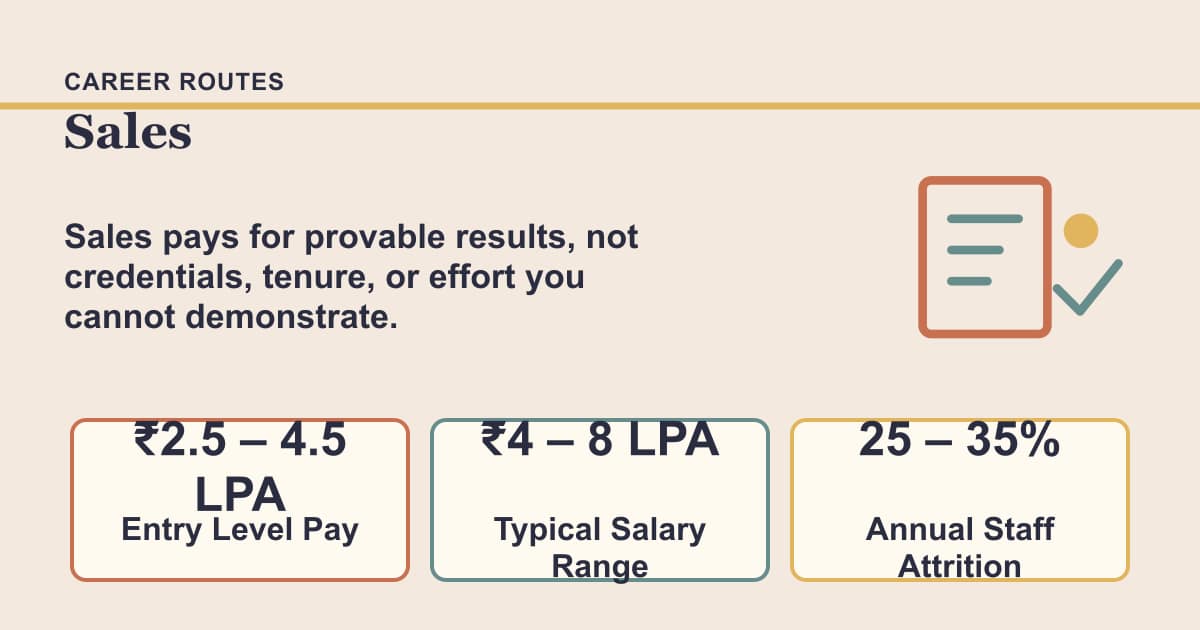 CAREER ROUTES
Sales
Sales pays for provable results, not
credentials, tenure, or effort you
cannot demonstrate.
₹2.5 – 4.5
LPA
Entry Level Pay
₹4 – 8 LPA
Typical Salary
Range
25 – 35%
Annual Staff
Attrition